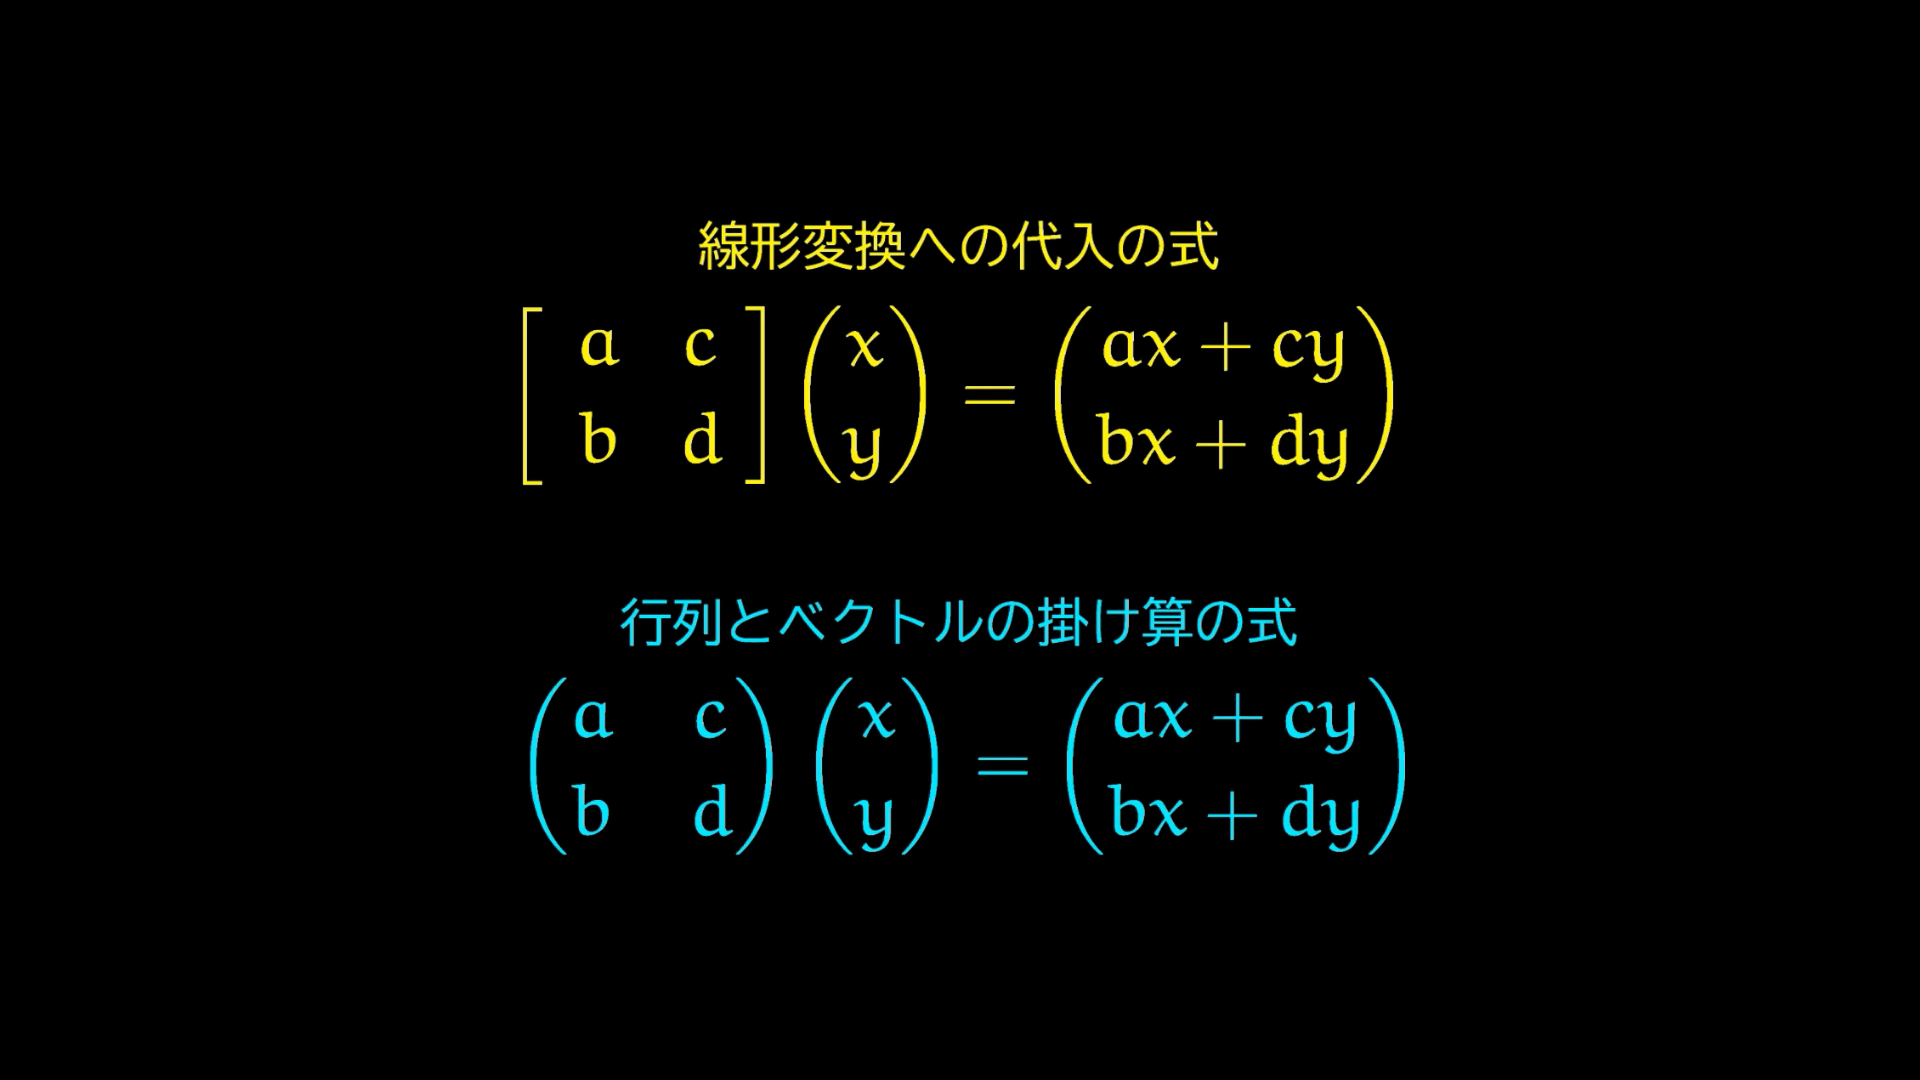 線形変換への代入の式
[ a c ] ( x ) = ( ax + cy )
[ b d ] ( y ) = ( bx + dy )
行列とベクトルの掛け算の式
( a c ) ( x ) = ( ax + cy )
( b d ) ( y ) = ( bx + dy )